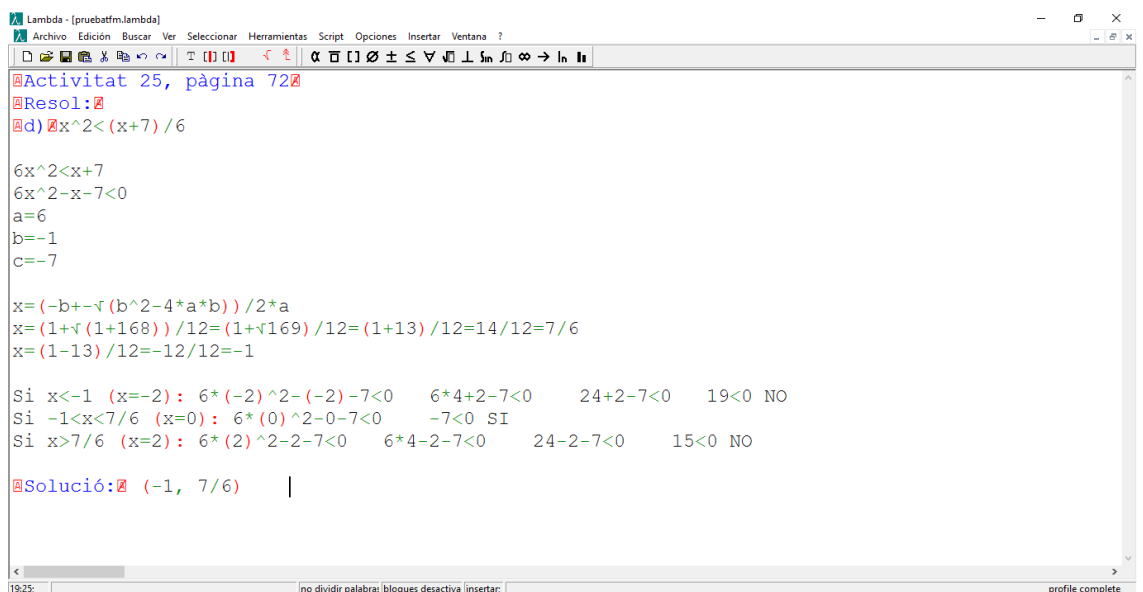 Lambda - [pruebatfm.lambda]
Archivo Edición Buscar Ver Seleccionar Herramientas Script Opciones Insertar Ventana ?
Activitat 25, pàgina 72
Resol:
d) x^2<(x+7)/6
6x^2<x+7
6x^2-x-7<0
a=6
b=-1
c=-7
x=(-b+-√(b^2-4*a*b))/2*a
x=(1+√(1+168))/12=(1+√169)/12=(1+13)/12=14/12=7/6
x=(1-13)/12=-12/12=-1
Si x<-1 (x=-2): 6*(-2)^2-(-2)-7<0 6*4+2-7<0 24+2-7<0 19<0 NO
Si -1<x<7/6 (x=0): 6*(0)^2-0-7<0 -7<0 SI
Si x>7/6 (x=2): 6*(2)^2-2-7<0 6*4-2-7<0 24-2-7<0 15<0 NO
Solució: (-1, 7/6)
19:25: no dividir palabras bloques desactiva insertar: profile complete